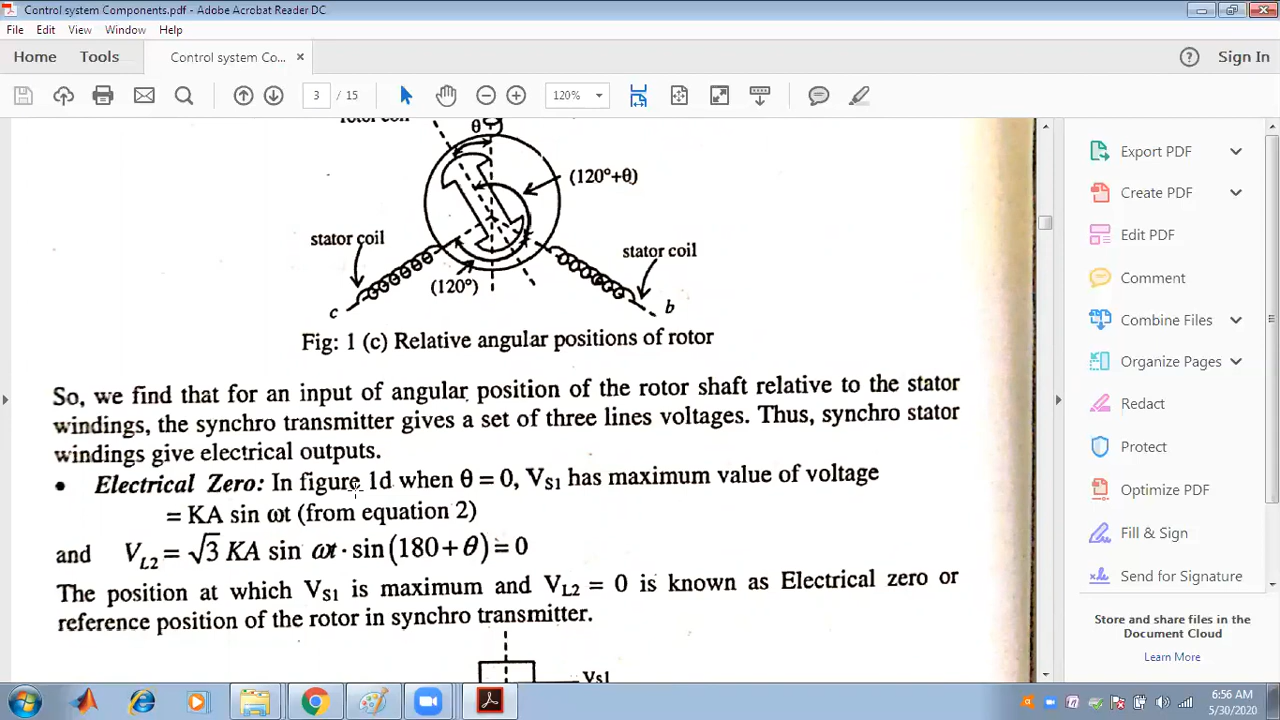 Control system Components.pdf - Adobe Acrobat Reader DC
File Edit View Window Help
Home Tools Control system Co... × Sign In
3 / 15 120%
rotor coil
θ
(120°+θ)
stator coil
stator coil
(120°)
c
b
Fig: 1 (c) Relative angular positions of rotor
So, we find that for an input of angular position of the rotor shaft relative to the stator
windings, the synchro transmitter gives a set of three lines voltages. Thus, synchro stator
windings give electrical outputs.
• Electrical Zero: In figure 1d when θ = 0, VS1 has maximum value of voltage
= KA sin ωt (from equation 2)
and VL2 = √3 KA sin ωt · sin(180 + θ) = 0
The position at which VS1 is maximum and VL2 = 0 is known as Electrical zero or
reference position of the rotor in synchro transmitter.
Vs1
Export PDF
Create PDF
Edit PDF
Comment
Combine Files
Organize Pages
Redact
Protect
Optimize PDF
Fill & Sign
Send for Signature
Store and share files in the
Document Cloud
Learn More
6:56 AM
5/30/2020